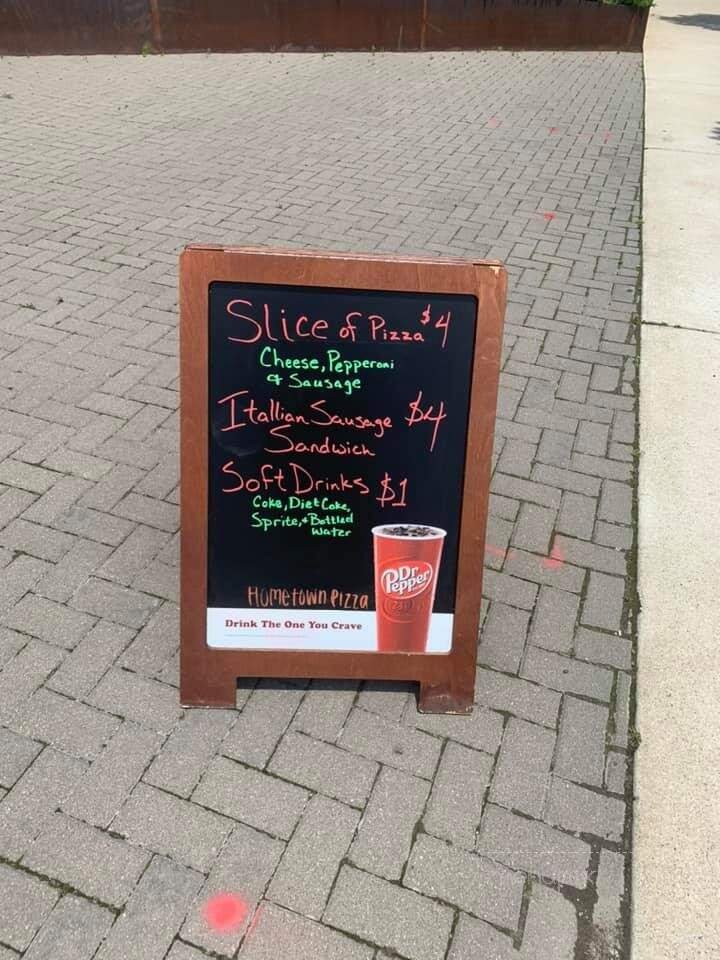 Slice of Pizza $4
Cheese, Pepperoni
& Sausage
Itallian Sausage $4
Sandwich
Soft Drinks $1
Coke, Diet Coke,
Sprite, & Bottled
Water
Hometown Pizza
Dr
Pepper
23
Drink The One You Crave